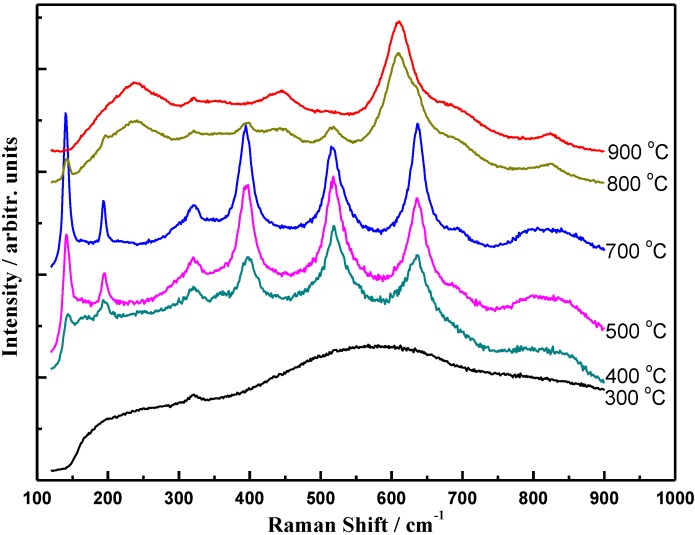 Intensity / arbitr. units
900 °C
800 °C
700 °C
500 °C
400 °C
300 °C
100 200 300 400 500 600 700 800 900 1000
Raman Shift / cm⁻¹